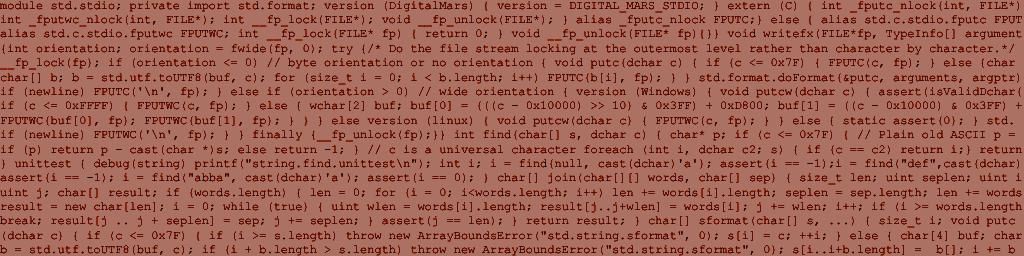 module std.stdio; private import std.format; version (DigitalMars) { version = DIGITAL_MARS_STDIO; } extern (C) { int _fputc_nlock(int, FILE*);
int _fputwc_nlock(int, FILE*); int __fp_lock(FILE*); void __fp_unlock(FILE*); } alias _fputc_nlock FPUTC;} else { alias std.c.stdio.fputc FPUT
alias std.c.stdio.fputwc FPUTWC; int __fp_lock(FILE* fp) { return 0; } void __fp_unlock(FILE* fp){}} void writefx(FILE*fp, TypeInfo[] argument
{int orientation; orientation = fwide(fp, 0); try {/* Do the file stream locking at the outermost level rather than character by character.*/
__fp_lock(fp); if (orientation <= 0) // byte orientation or no orientation { void putc(dchar c) { if (c <= 0x7F) { FPUTC(c, fp); } else {char
char[] b; b = std.utf.toUTF8(buf, c); for (size_t i = 0; i < b.length; i++) FPUTC(b[i], fp); } } std.format.doFormat(&putc, arguments, argptr)
if (newline) FPUTC('\n', fp); } else if (orientation > 0) // wide orientation { version (Windows) { void putcw(dchar c) { assert(isValidDchar(
if (c <= 0xFFFF) { FPUTWC(c, fp); } else { wchar[2] buf; buf[0] = (((c - 0x10000) >> 10) & 0x3FF) + 0xD800; buf[1] = ((c - 0x10000) & 0x3FF) +
FPUTWC(buf[0], fp); FPUTWC(buf[1], fp); } } } else version (linux) { void putwc(dchar c) { FPUTWC(c, fp); } } else { static assert(0); } std.
if (newline) FPUTWC('\n', fp); } } finally {__fp_unlock(fp);}} int find(char[] s, dchar c) { char* p; if (c <= 0x7F) { // Plain old ASCII p =
if (p) return p - cast(char *)s; else return -1; } // c is a universal character foreach (int i, dchar c2; s) { if (c == c2) return i;} return
} unittest { debug(string) printf("string.find.unittest\n"); int i; i = find(null, cast(dchar)'a'); assert(i == -1);i = find("def",cast(dchar)
assert(i == -1); i = find("abba", cast(dchar)'a'); assert(i == 0); } char[] join(char[][] words, char[] sep) { size_t len; uint seplen; uint i
uint j; char[] result; if (words.length) { len = 0; for (i = 0; i<words.length; i++) len += words[i].length; seplen = sep.length; len += words
result = new char[len]; i = 0; while (true) { uint wlen = words[i].length; result[j..j+wlen] = words[i]; j += wlen; i++; if (i >= words.length
break; result[j .. j + seplen] = sep; j += seplen; } assert(j == len); } return result; } char[] sformat(char[] s, ...) { size_t i; void putc
(dchar c) { if (c <= 0x7F) { if (i >= s.length) throw new ArrayBoundsError("std.string.sformat", 0); s[i] = c; ++i; } else { char[4] buf; char
b = std.utf.toUTF8(buf, c); if (i + b.length > s.length) throw new ArrayBoundsError("std.string.sformat", 0); s[i..i+b.length] = b[]; i += b